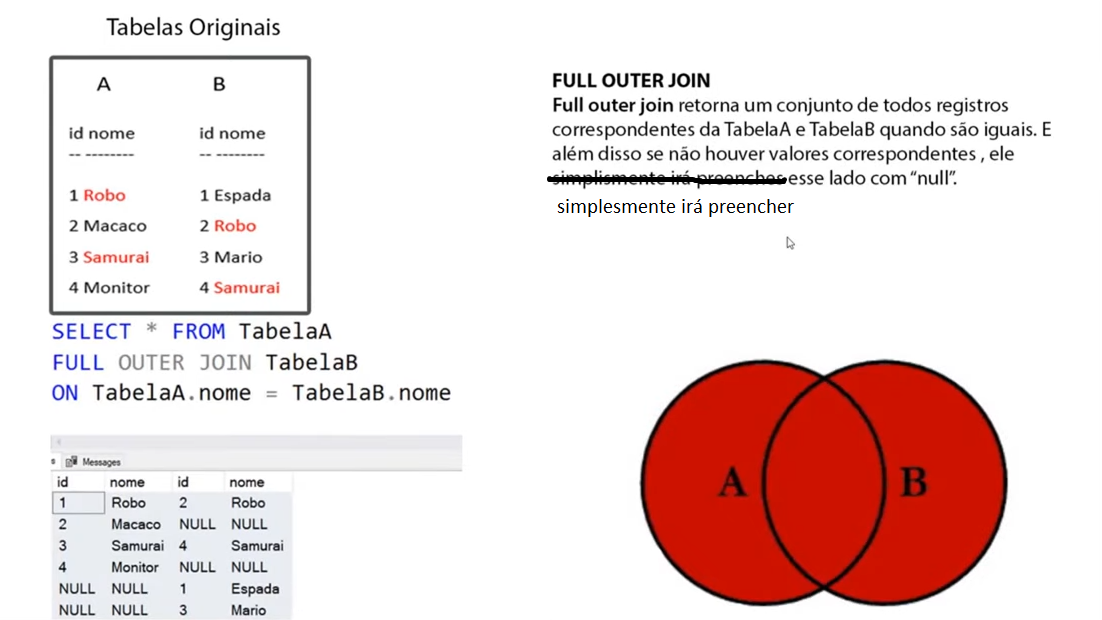 Tabelas Originais
A B
id nome id nome
-- -------- -- --------
1 Robo 1 Espada
2 Macaco 2 Robo
3 Samurai 3 Mario
4 Monitor 4 Samurai
SELECT * FROM TabelaA
FULL OUTER JOIN TabelaB
ON TabelaA.nome = TabelaB.nome
s Messages
id nome id nome
1 Robo 2 Robo
2 Macaco NULL NULL
3 Samurai 4 Samurai
4 Monitor NULL NULL
NULL NULL 1 Espada
NULL NULL 3 Mario
FULL OUTER JOIN
Full outer join retorna um conjunto de todos registros
correspondentes da TabelaA e TabelaB quando são iguais. E
além disso se não houver valores correspondentes , ele
simplismente irá preenches esse lado com “null”.
simplesmente irá preencher
A B